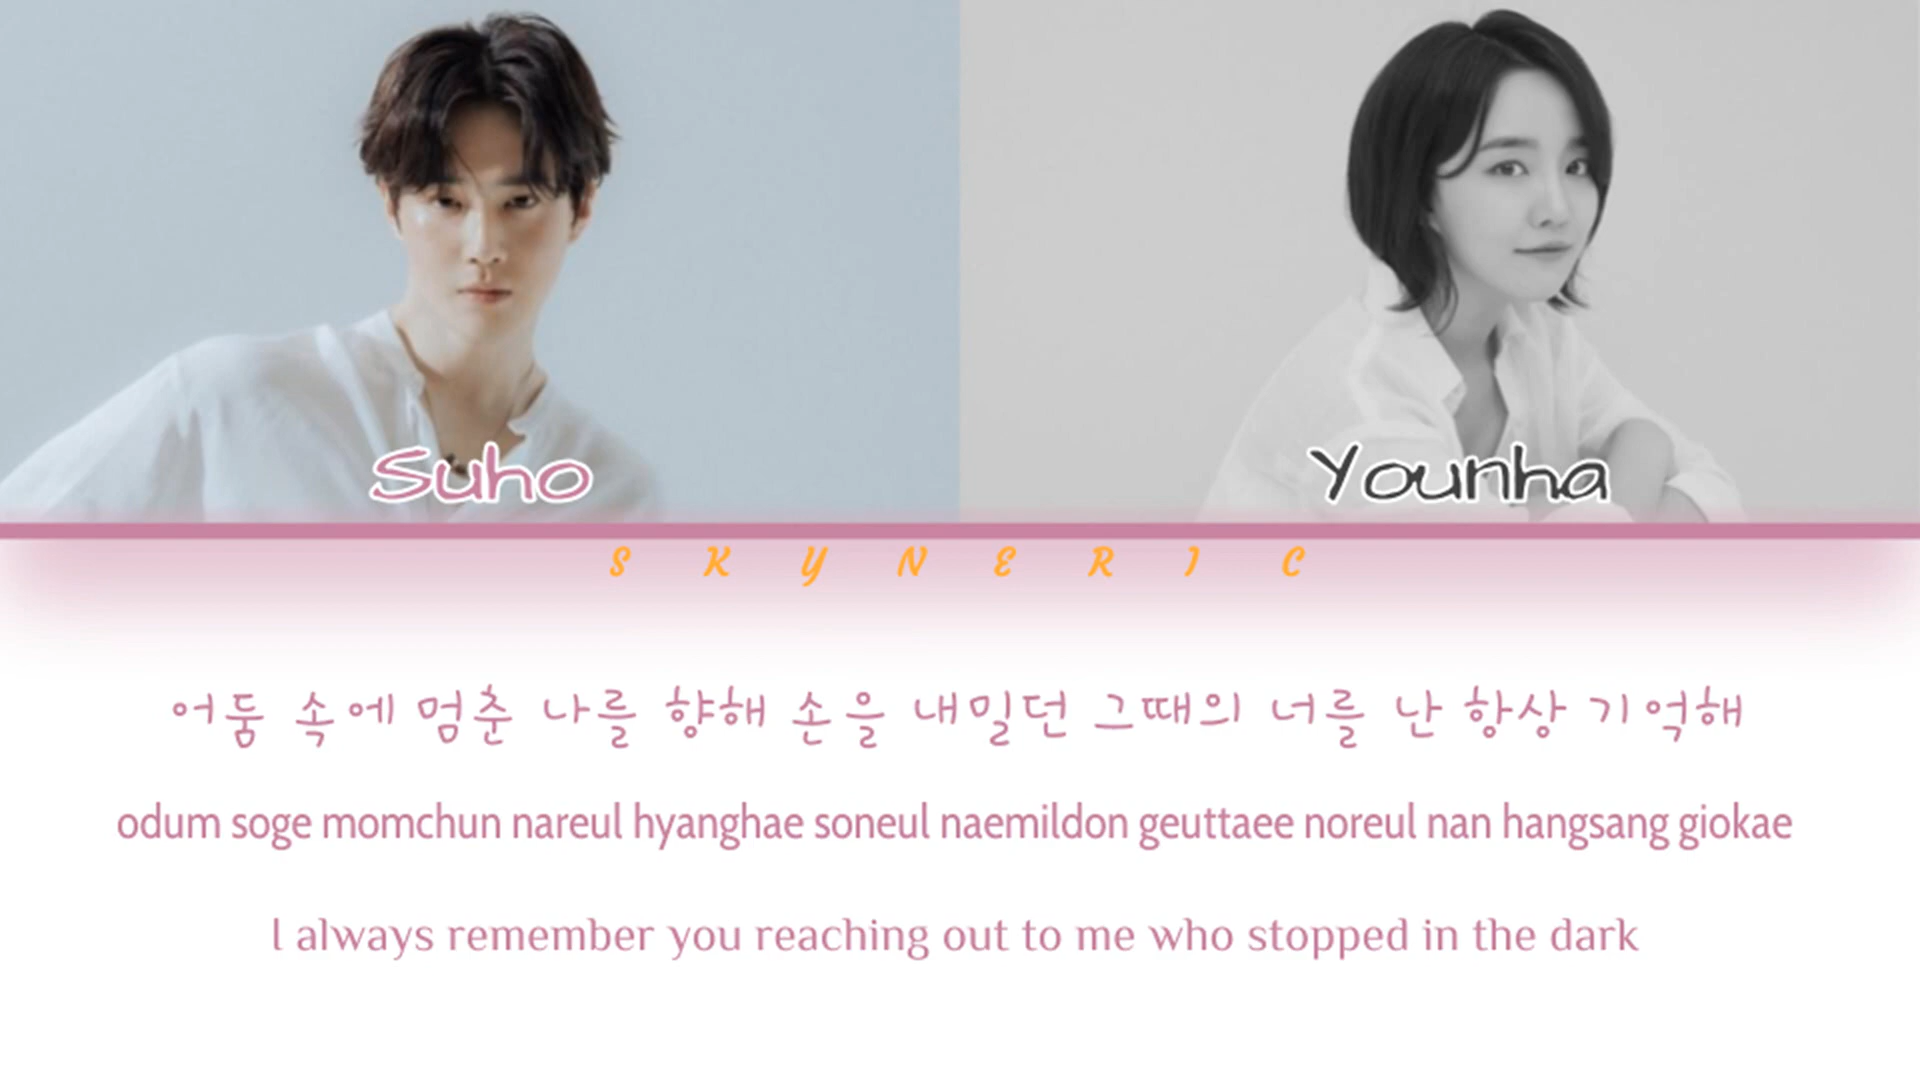 Suho
Younha
SKYNERIC
어둠 속에 멈춘 나를 향해 손을 내밀던 그때의 너를 난 항상 기억해
odum soge momchun nareul hyanghae soneul naemildon geuttaee noreul nan hangsang giokae
I always remember you reaching out to me who stopped in the dark